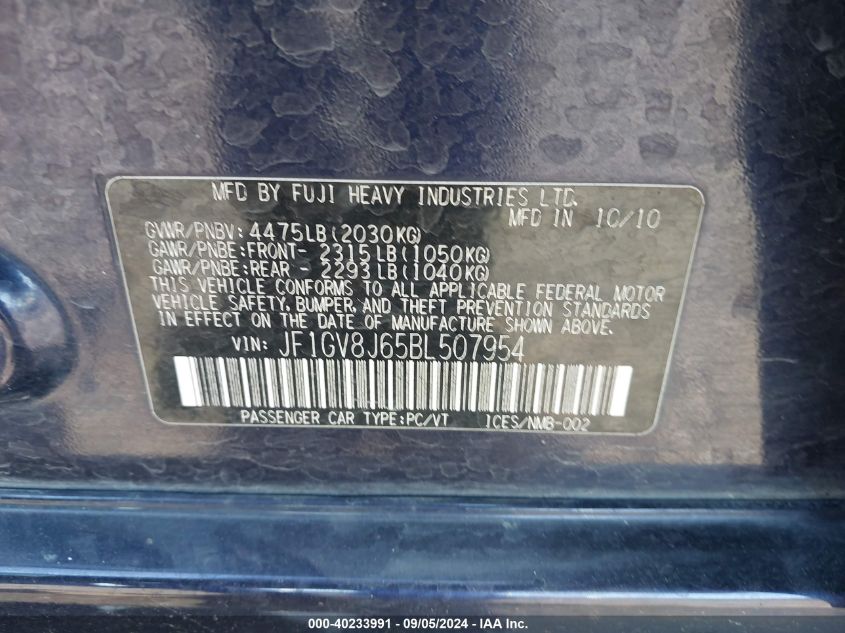 MFD BY FUJI HEAVY INDUSTRIES LTD.
MFD IN 10/10
GVWR/PNBV: 4475LB(2030KG)
GAWR/PNBE:FRONT- 2315LB(1050KG)
GAWR/PNBE:REAR - 2293LB(1040KG)
THIS VEHICLE CONFORMS TO ALL APPLICABLE FEDERAL MOTOR
VEHICLE SAFETY, BUMPER, AND THEFT PREVENTION STANDARDS
IN EFFECT ON THE DATE OF MANUFACTURE SHOWN ABOVE.
VIN: JF1GV8J65BL507954
PASSENGER CAR TYPE:PC/VT ICES/NMB-002
000-40233991 - 09/05/2024 - IAA Inc.